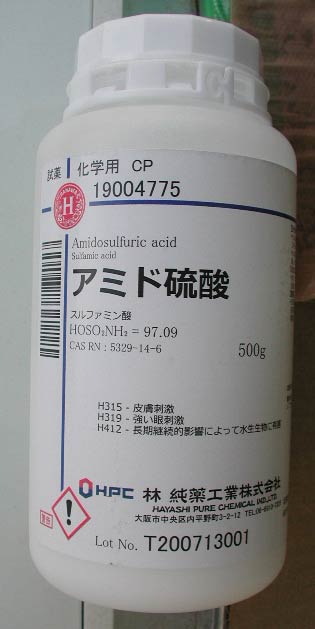 試薬 化学用 CP
19004775
H
Amidosulfuric acid
Sulfamic acid
アミド硫酸
スルファミン酸
HOSO₂NH₂ = 97.09
CAS RN : 5329-14-6
500g
H315 - 皮膚刺激
H319 - 強い眼刺激
H412 - 長期継続的影響によって水生生物に有害
HPC 林 純薬工業株式会社
HAYASHI PURE CHEMICAL IND.,LTD.
大阪市中央区内平野町3-2-12
警告
Lot No. T200713001